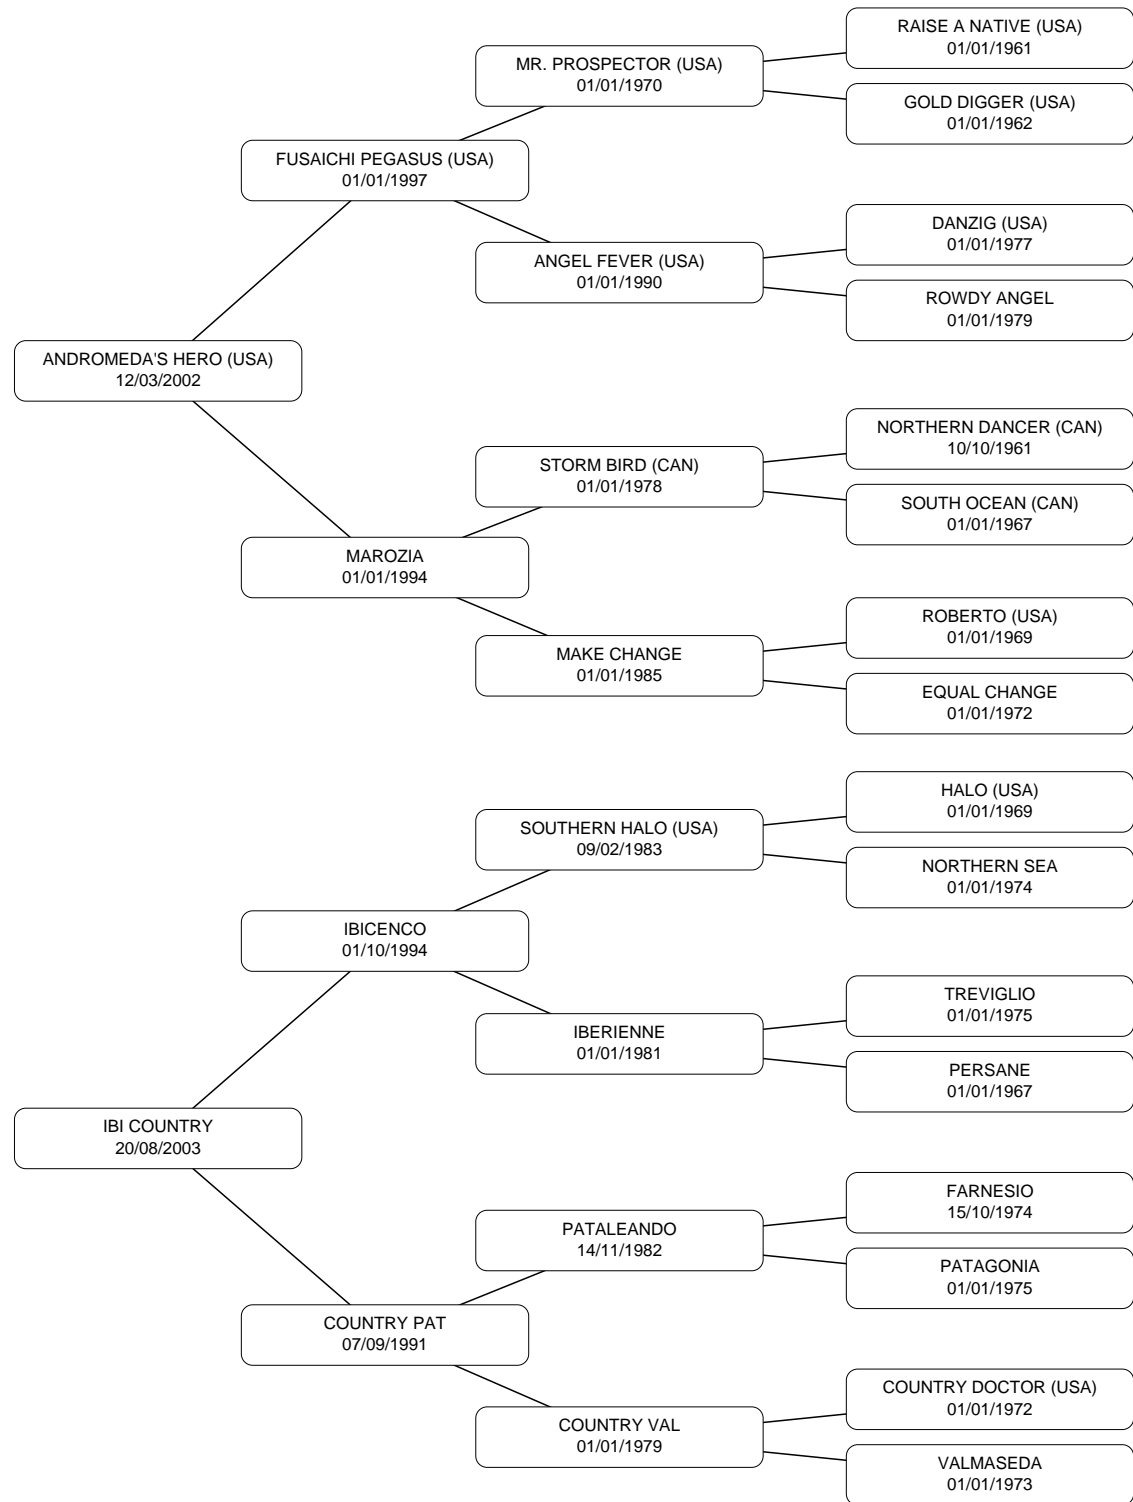 RAISE A NATIVE (USA)
01/01/1961
MR. PROSPECTOR (USA)
01/01/1970
GOLD DIGGER (USA)
01/01/1962
FUSAICHI PEGASUS (USA)
01/01/1997
DANZIG (USA)
01/01/1977
ANGEL FEVER (USA)
01/01/1990
ROWDY ANGEL
01/01/1979
ANDROMEDA'S HERO (USA)
12/03/2002
NORTHERN DANCER (CAN)
10/10/1961
STORM BIRD (CAN)
01/01/1978
SOUTH OCEAN (CAN)
01/01/1967
MAROZIA
01/01/1994
ROBERTO (USA)
01/01/1969
MAKE CHANGE
01/01/1985
EQUAL CHANGE
01/01/1972
HALO (USA)
01/01/1969
SOUTHERN HALO (USA)
09/02/1983
NORTHERN SEA
01/01/1974
IBICENCO
01/10/1994
TREVIGLIO
01/01/1975
IBERIENNE
01/01/1981
PERSANE
01/01/1967
IBI COUNTRY
20/08/2003
FARNESIO
15/10/1974
PATALEANDO
14/11/1982
PATAGONIA
01/01/1975
COUNTRY PAT
07/09/1991
COUNTRY DOCTOR (USA)
01/01/1972
COUNTRY VAL
01/01/1979
VALMASEDA
01/01/1973